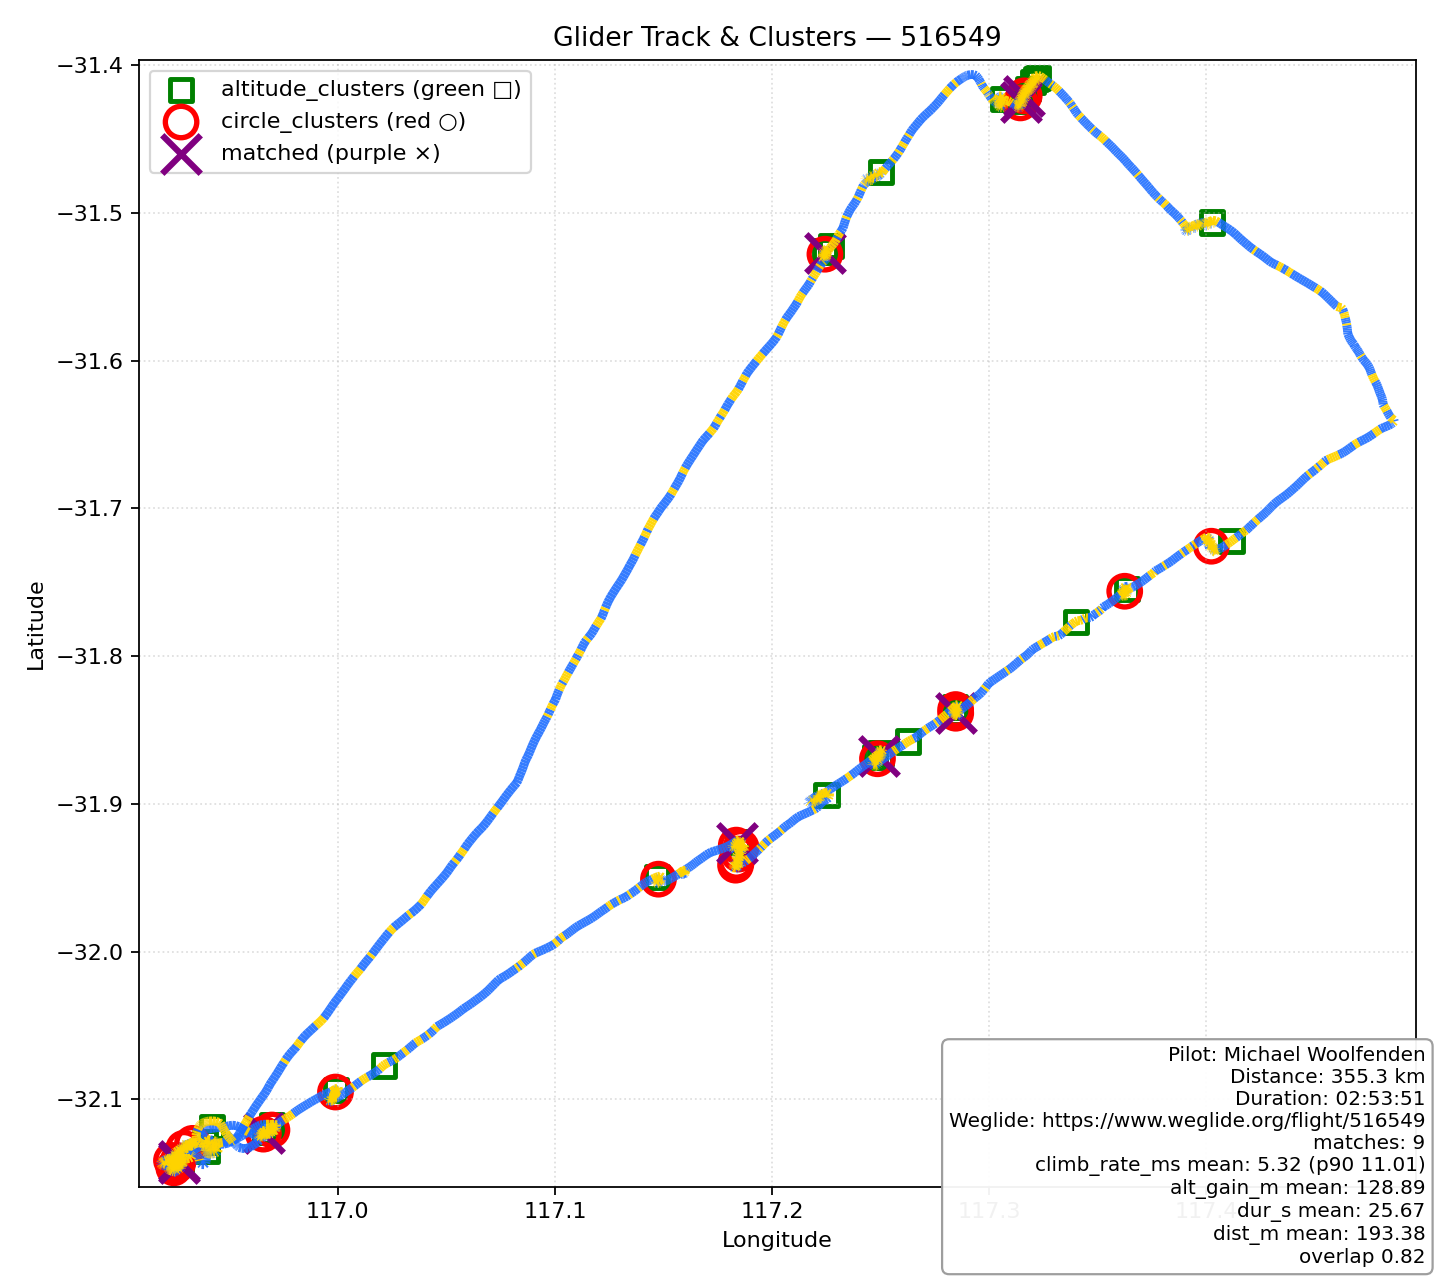 Glider Track & Clusters — 516549
altitude_clusters (green □)
circle_clusters (red ○)
matched (purple ×)
−31.4
−31.5
−31.6
−31.7
−31.8
−31.9
−32.0
−32.1
Latitude
117.0
117.1
117.2
117.3
117.4
Longitude
Pilot: Michael Woolfenden
Distance: 355.3 km
Duration: 02:53:51
Weglide: https://www.weglide.org/flight/516549
matches: 9
climb_rate_ms mean: 5.32 (p90 11.01)
alt_gain_m mean: 128.89
dur_s mean: 25.67
dist_m mean: 193.38
overlap 0.82